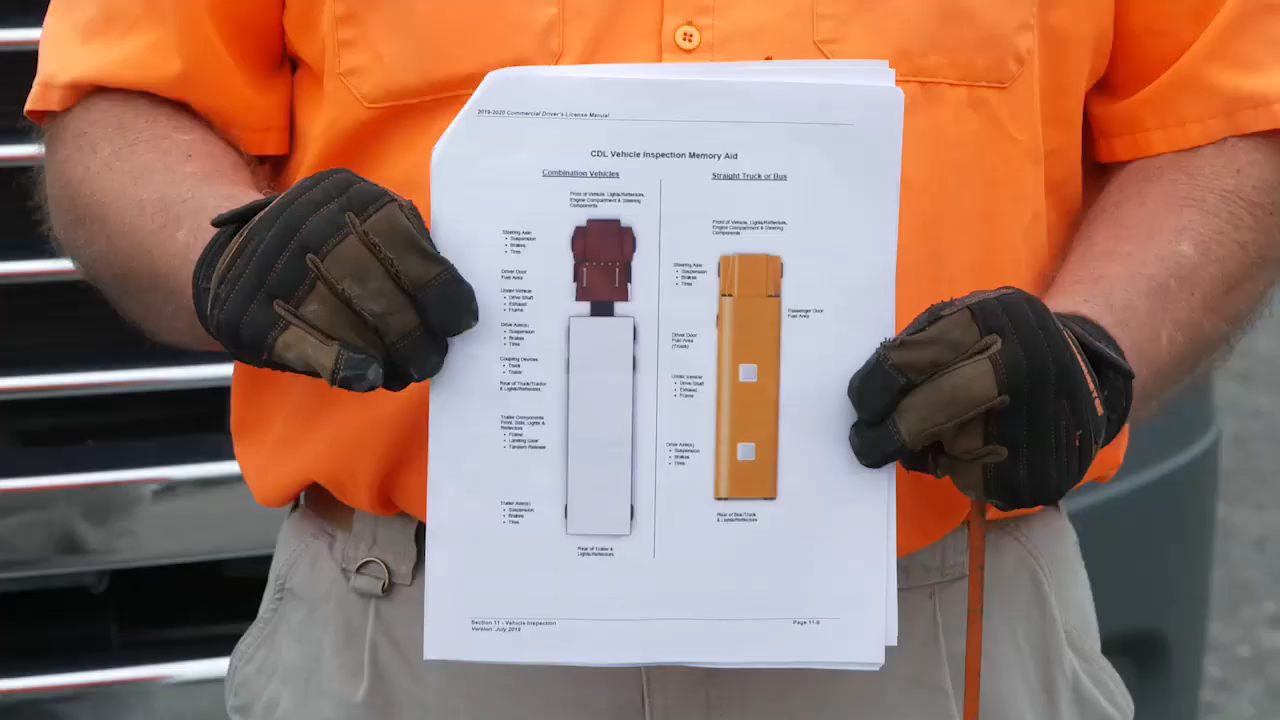 2019-2020 Commercial Driver's License Manual
CDL Vehicle Inspection Memory Aid
Combination Vehicles
Front of Vehicle, Lights/Reflectors,
Engine Compartment & Steering
Components
Steering Axle
• Suspension
• Brakes
• Tires
Driver Door
Fuel Area
Under Vehicle
• Drive Shaft
• Exhaust
• Frame
Drive Axle(s)
• Suspension
• Brakes
• Tires
Coupling Devices
• Truck
• Trailer
Rear of Truck/Tractor
& Lights/Reflectors
Trailer Components
Front, Side, Lights &
Reflectors
• Frame
• Landing Gear
• Tandem Release
Trailer Axle(s)
• Suspension
• Brakes
• Tires
Rear of Trailer &
Lights/Reflectors
Straight Truck or Bus
Front of Vehicle, Lights/Reflectors,
Engine Compartment & Steering
Components
Steering Axle
• Suspension
• Brakes
• Tires
Passenger Door
Fuel Area
Driver Door
Fuel Area
(Truck)
Under Vehicle
• Drive Shaft
• Exhaust
• Frame
Drive Axle(s)
• Suspension
• Brakes
• Tires
Rear of Bus/Truck
& Lights/Reflectors
Section 11 - Vehicle Inspection
Version: July 2019